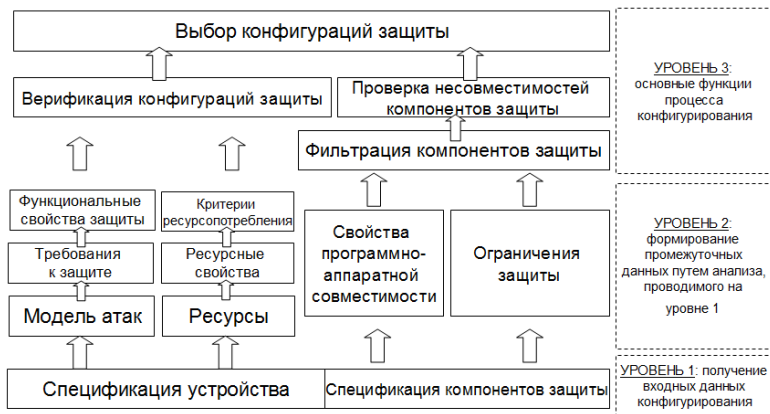 Выбор конфигураций защиты
Верификация конфигураций защиты
Проверка несовместимостей
компонентов защиты
Фильтрация компонентов защиты
УРОВЕНЬ 3:
основные функции
процесса
конфигурирования
Функциональные
свойства защиты
Критерии
ресурсопотребления
Требования
к защите
Ресурсные
свойства
Модель атак
Ресурсы
Свойства
программно-
аппаратной
совместимости
Ограничения
защиты
УРОВЕНЬ 2:
формирование
промежуточных
данных путем анализа,
проводимого на
уровне 1
Спецификация устройства
Спецификация компонентов защиты
УРОВЕНЬ 1: получение
входных данных
конфигурирования